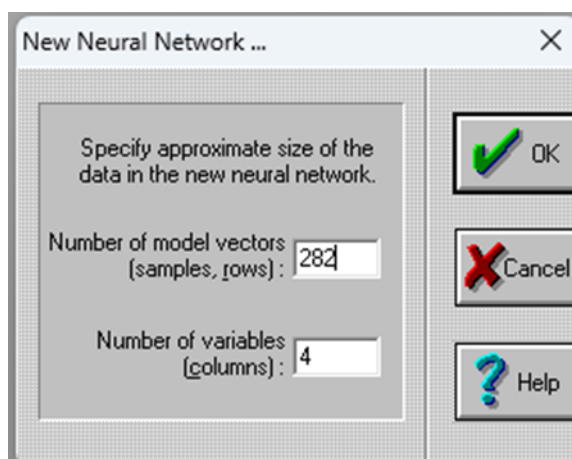 New Neural Network ...
Specify approximate size of the
data in the new neural network.
Number of model vectors
(samples, rows) : 282
Number of variables
(columns) : 4
OK
Cancel
Help